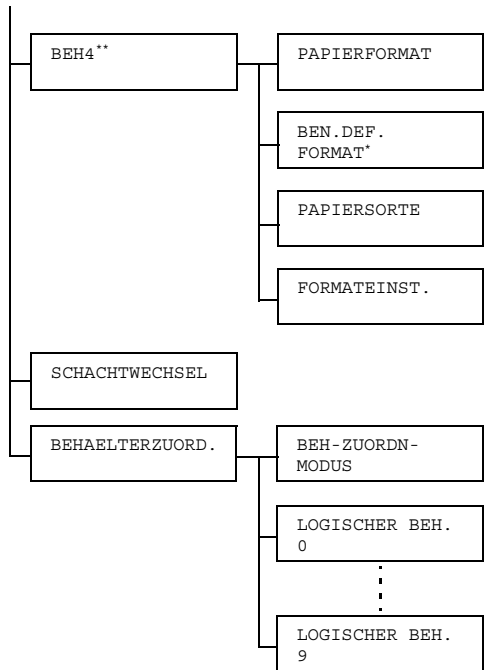 BEH4**
PAPIERFORMAT
BEN.DEF.
FORMAT*
PAPIERSORTE
FORMATEINST.
SCHACHTWECHSEL
BEHAELTERZUORD.
BEH-ZUORDN-
MODUS
LOGISCHER BEH.
0
LOGISCHER BEH.
9